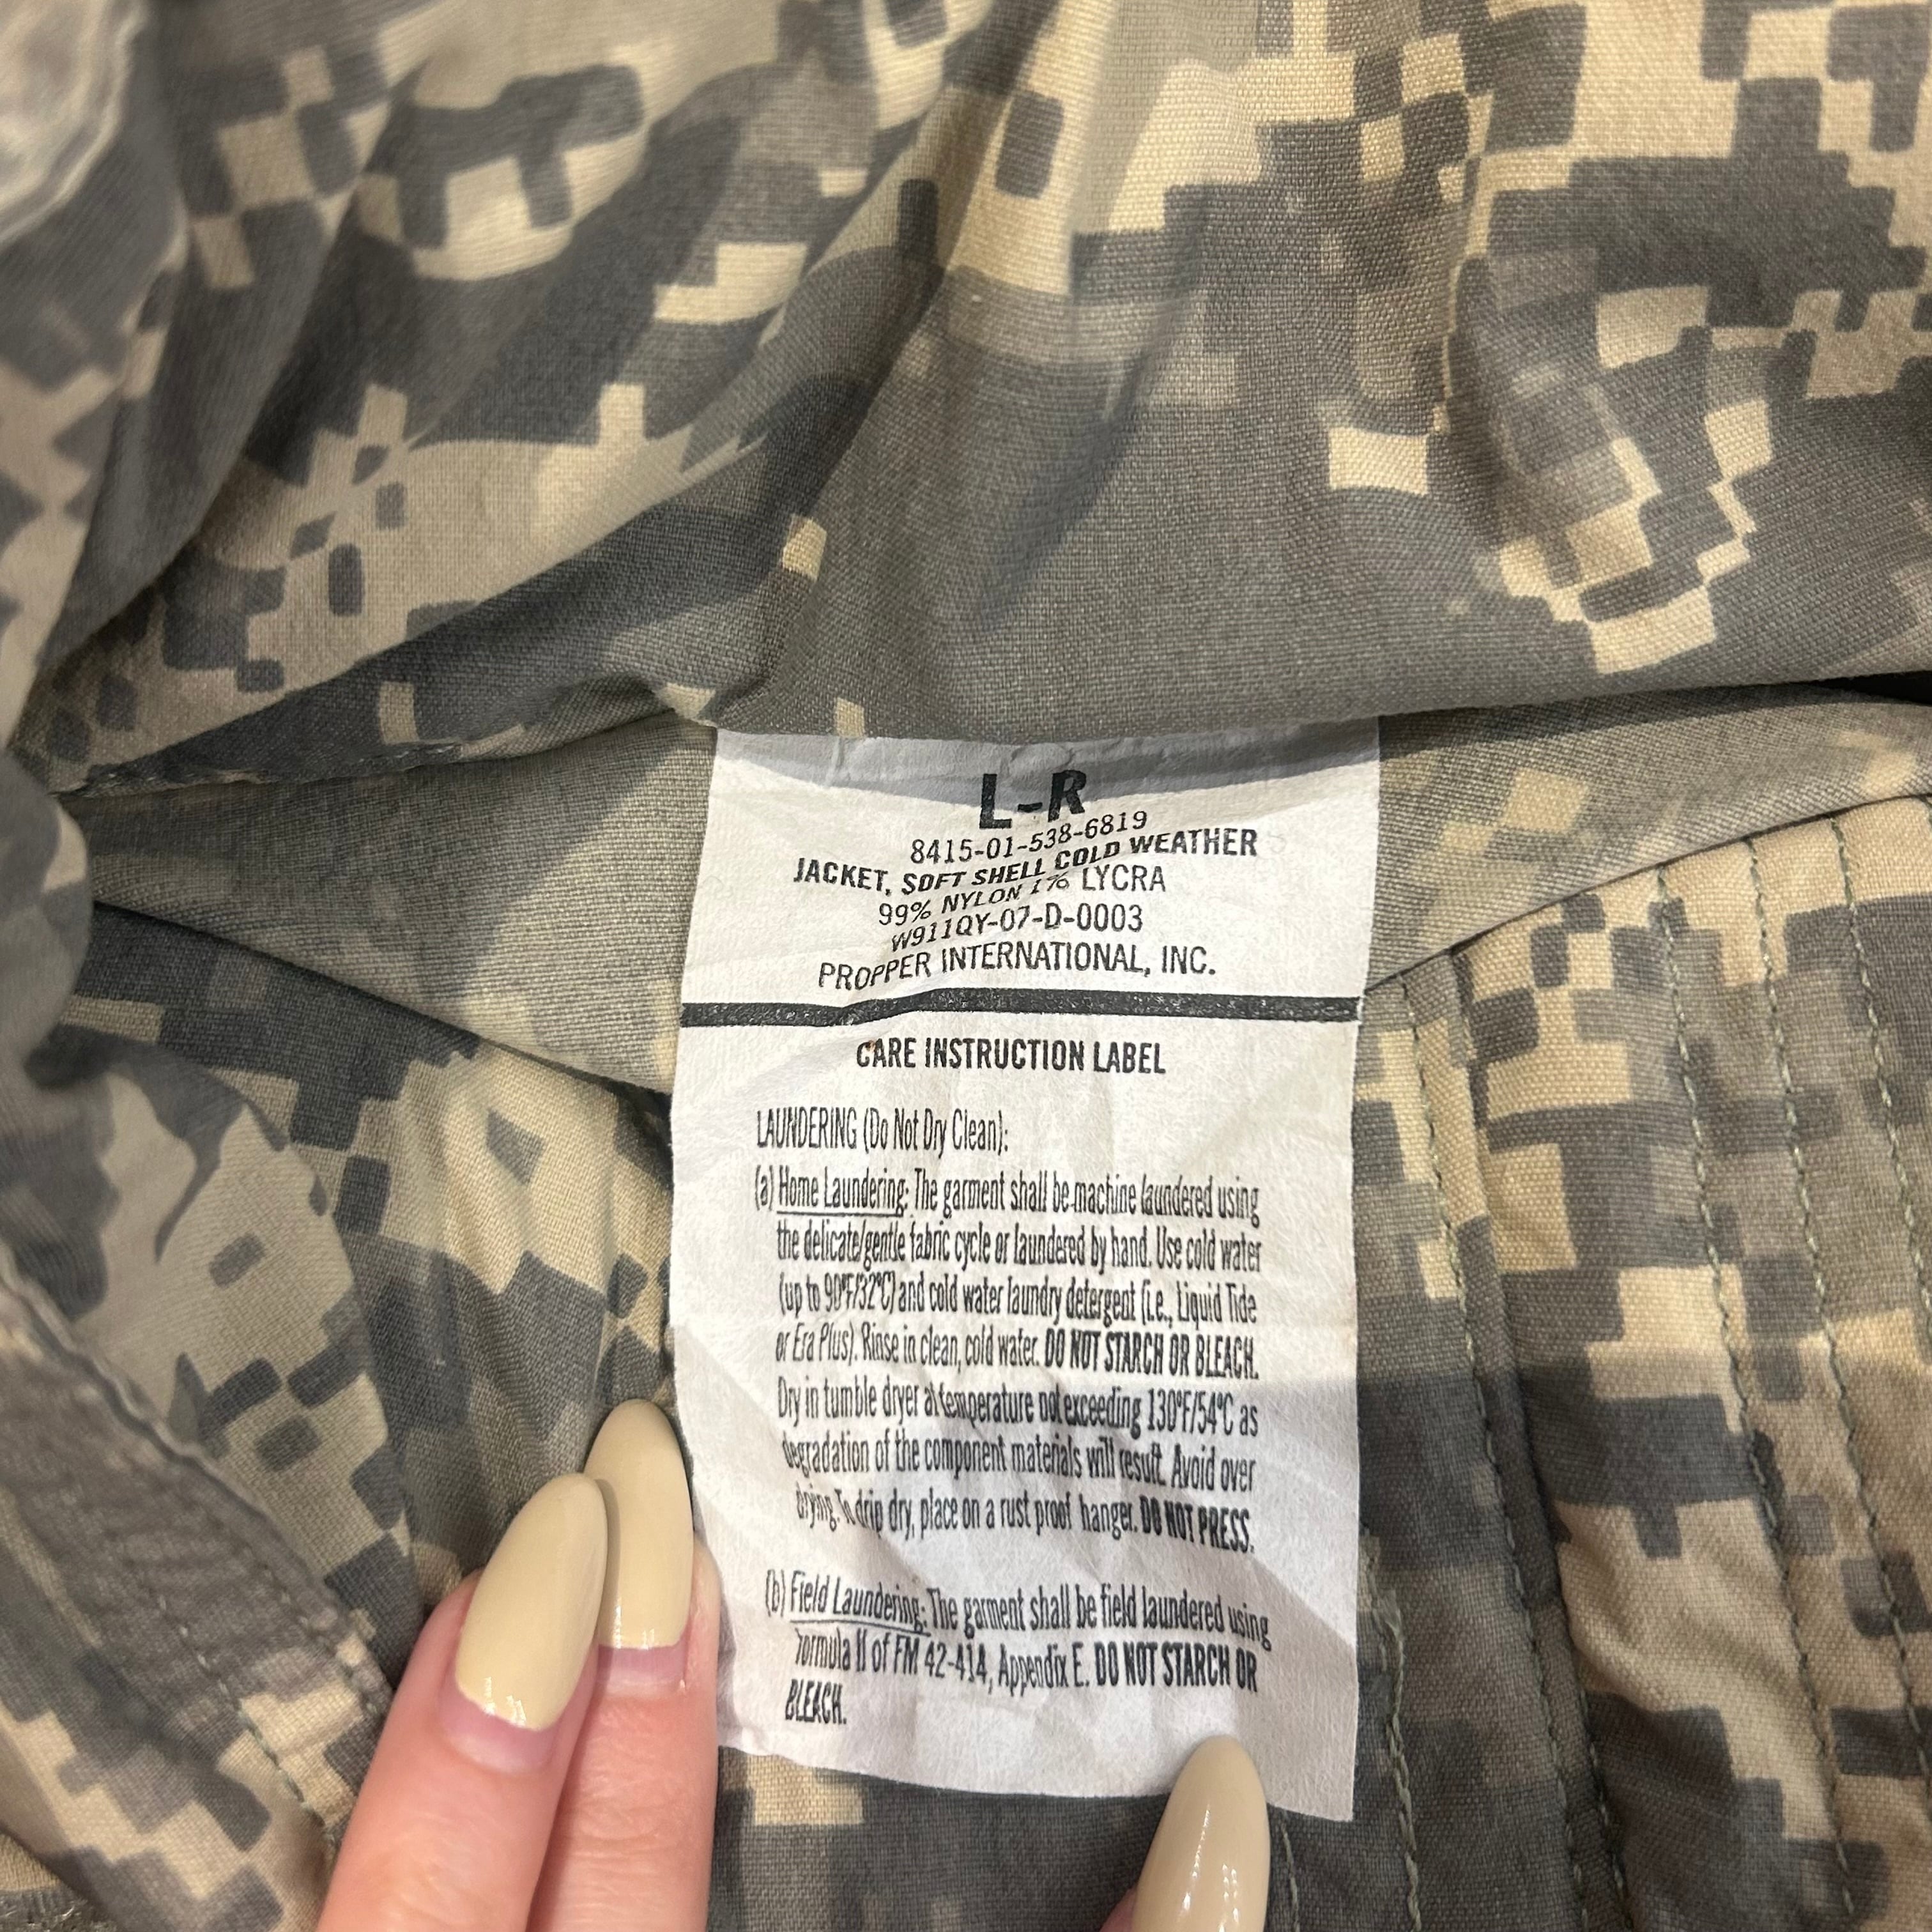 L-R
8415-01-538-6819
JACKET, SOFT SHELL COLD WEATHER
99% NYLON 1% LYCRA
W911QY-07-D-0003
PROPPER INTERNATIONAL, INC.
CARE INSTRUCTION LABEL
LAUNDERING (Do Not Dry Clean):
(a) Home Laundering: The garment shall be machine laundered using
the delicate/gentle fabric cycle or laundered by hand. Use cold water
(up to 90°F/32°C) and cold water laundry detergent (i.e., Liquid Tide
or Era Plus). Rinse in clean, cold water. DO NOT STARCH OR BLEACH.
Dry in tumble dryer at temperature not exceeding 130°F/54°C as
degradation of the component materials will result. Avoid over
drying. To drip dry, place on a rust proof hanger. DO NOT PRESS.
(b) Field Laundering: The garment shall be field laundered using
formula II of FM 42-414, Appendix E. DO NOT STARCH OR
BLEACH.